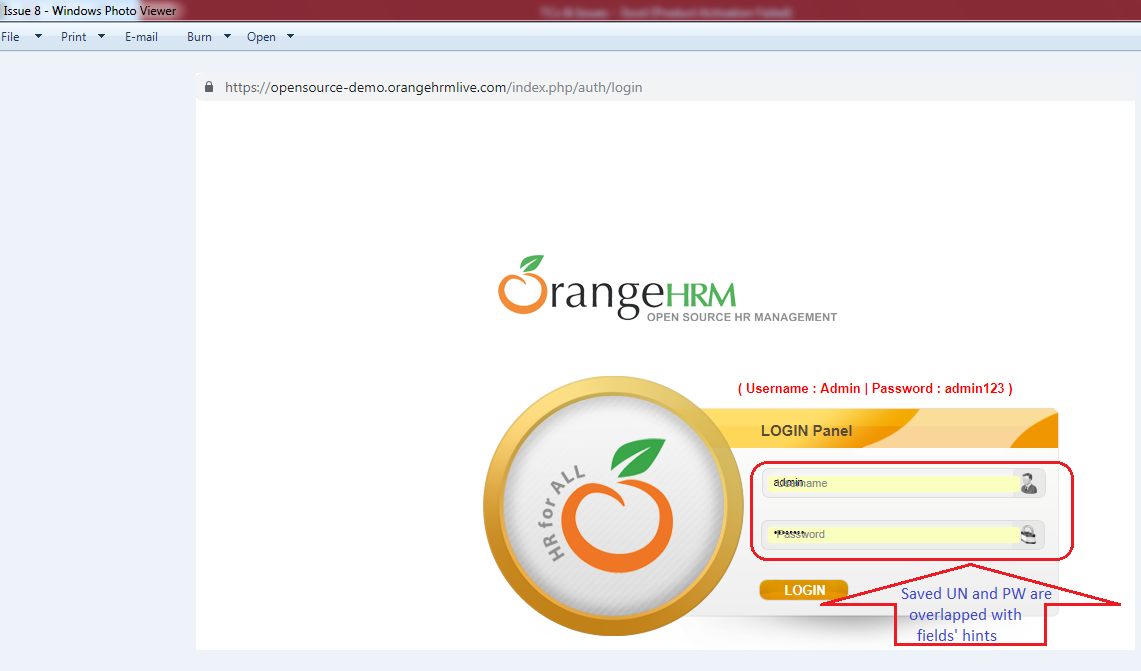 Issue 8 - Windows Photo Viewer
File Print E-mail Burn Open
https://opensource-demo.orangehrmlive.com/index.php/auth/login
OrangeHRM
OPEN SOURCE HR MANAGEMENT
( Username : Admin | Password : admin123 )
LOGIN Panel
HR for ALL
admin
Username
Password
LOGIN
Saved UN and PW are
overlapped with
fields' hints